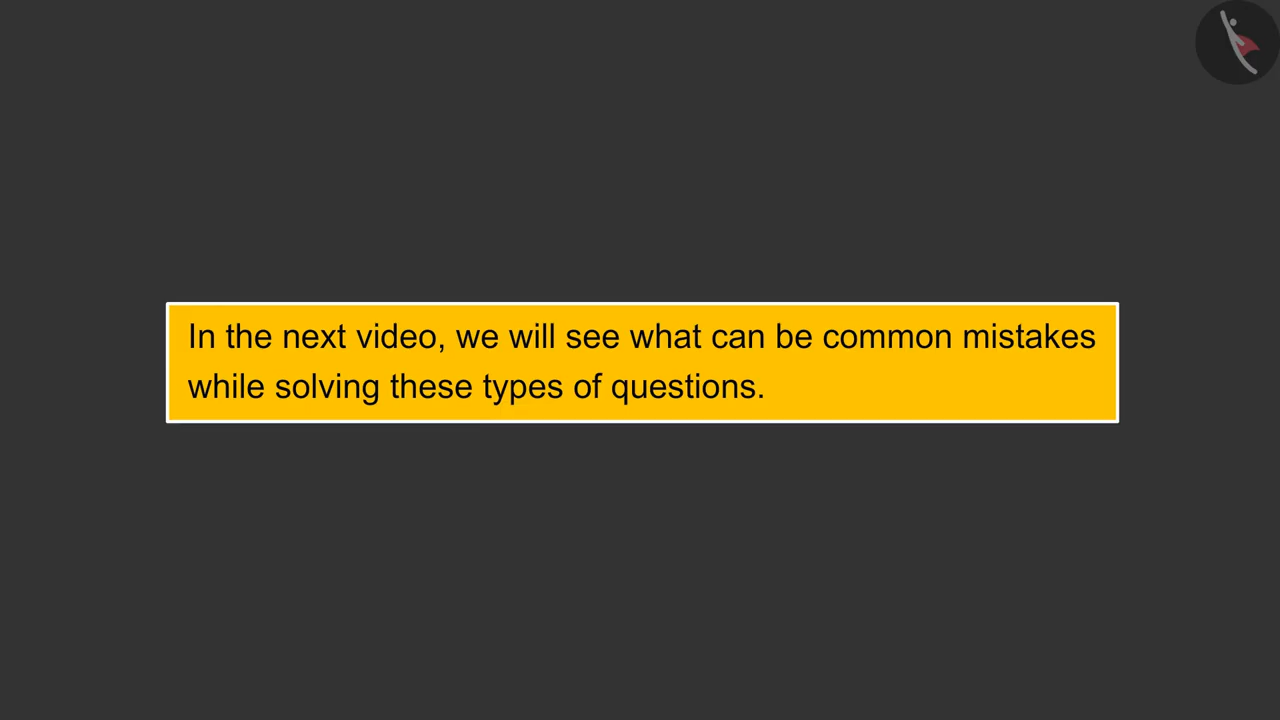 In the next video, we will see what can be common mistakes
while solving these types of questions.